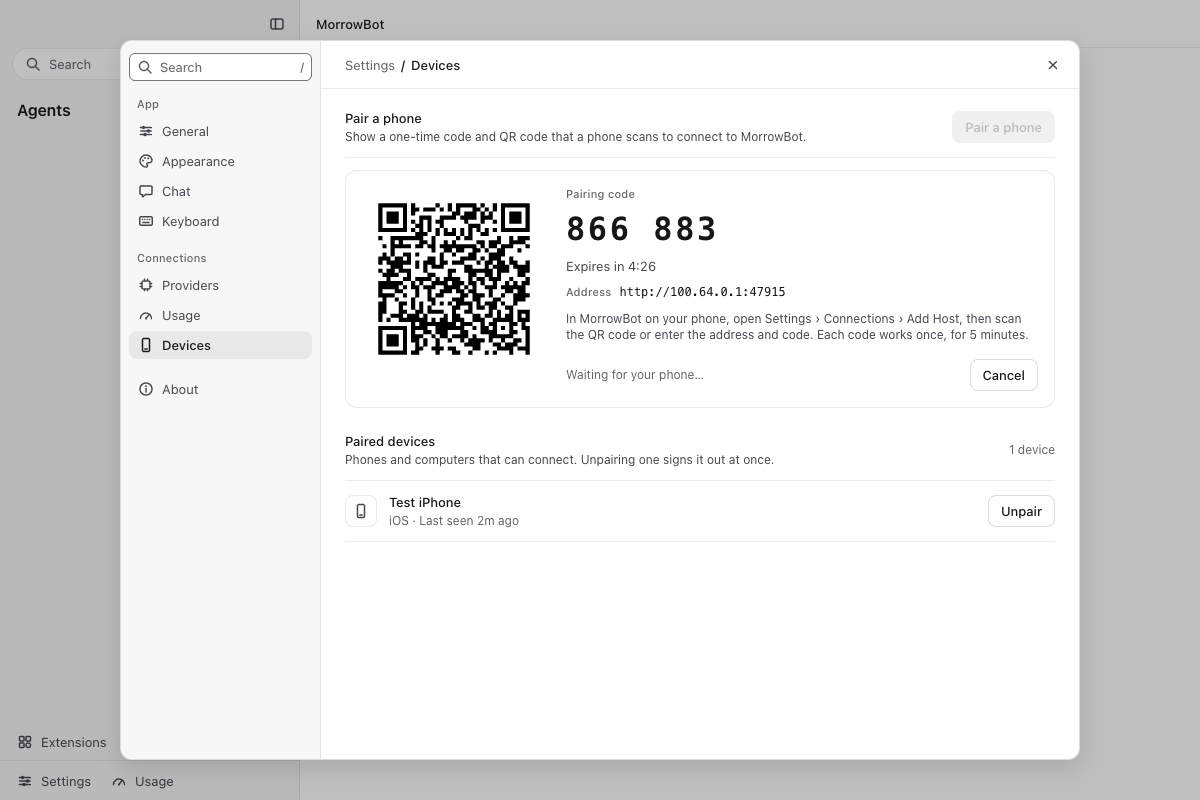 MorrowBot
Search
Agents
Extensions
Settings
Usage
Search /
App
General
Appearance
Chat
Keyboard
Connections
Providers
Usage
Devices
About
Settings / Devices
Pair a phone
Show a one-time code and QR code that a phone scans to connect to MorrowBot.
Pair a phone
Pairing code
866 883
Expires in 4:26
Address http://100.64.0.1:47915
In MorrowBot on your phone, open Settings › Connections › Add Host, then scan
the QR code or enter the address and code. Each code works once, for 5 minutes.
Waiting for your phone…
Cancel
Paired devices
Phones and computers that can connect. Unpairing one signs it out at once.
1 device
Test iPhone
iOS · Last seen 2m ago
Unpair